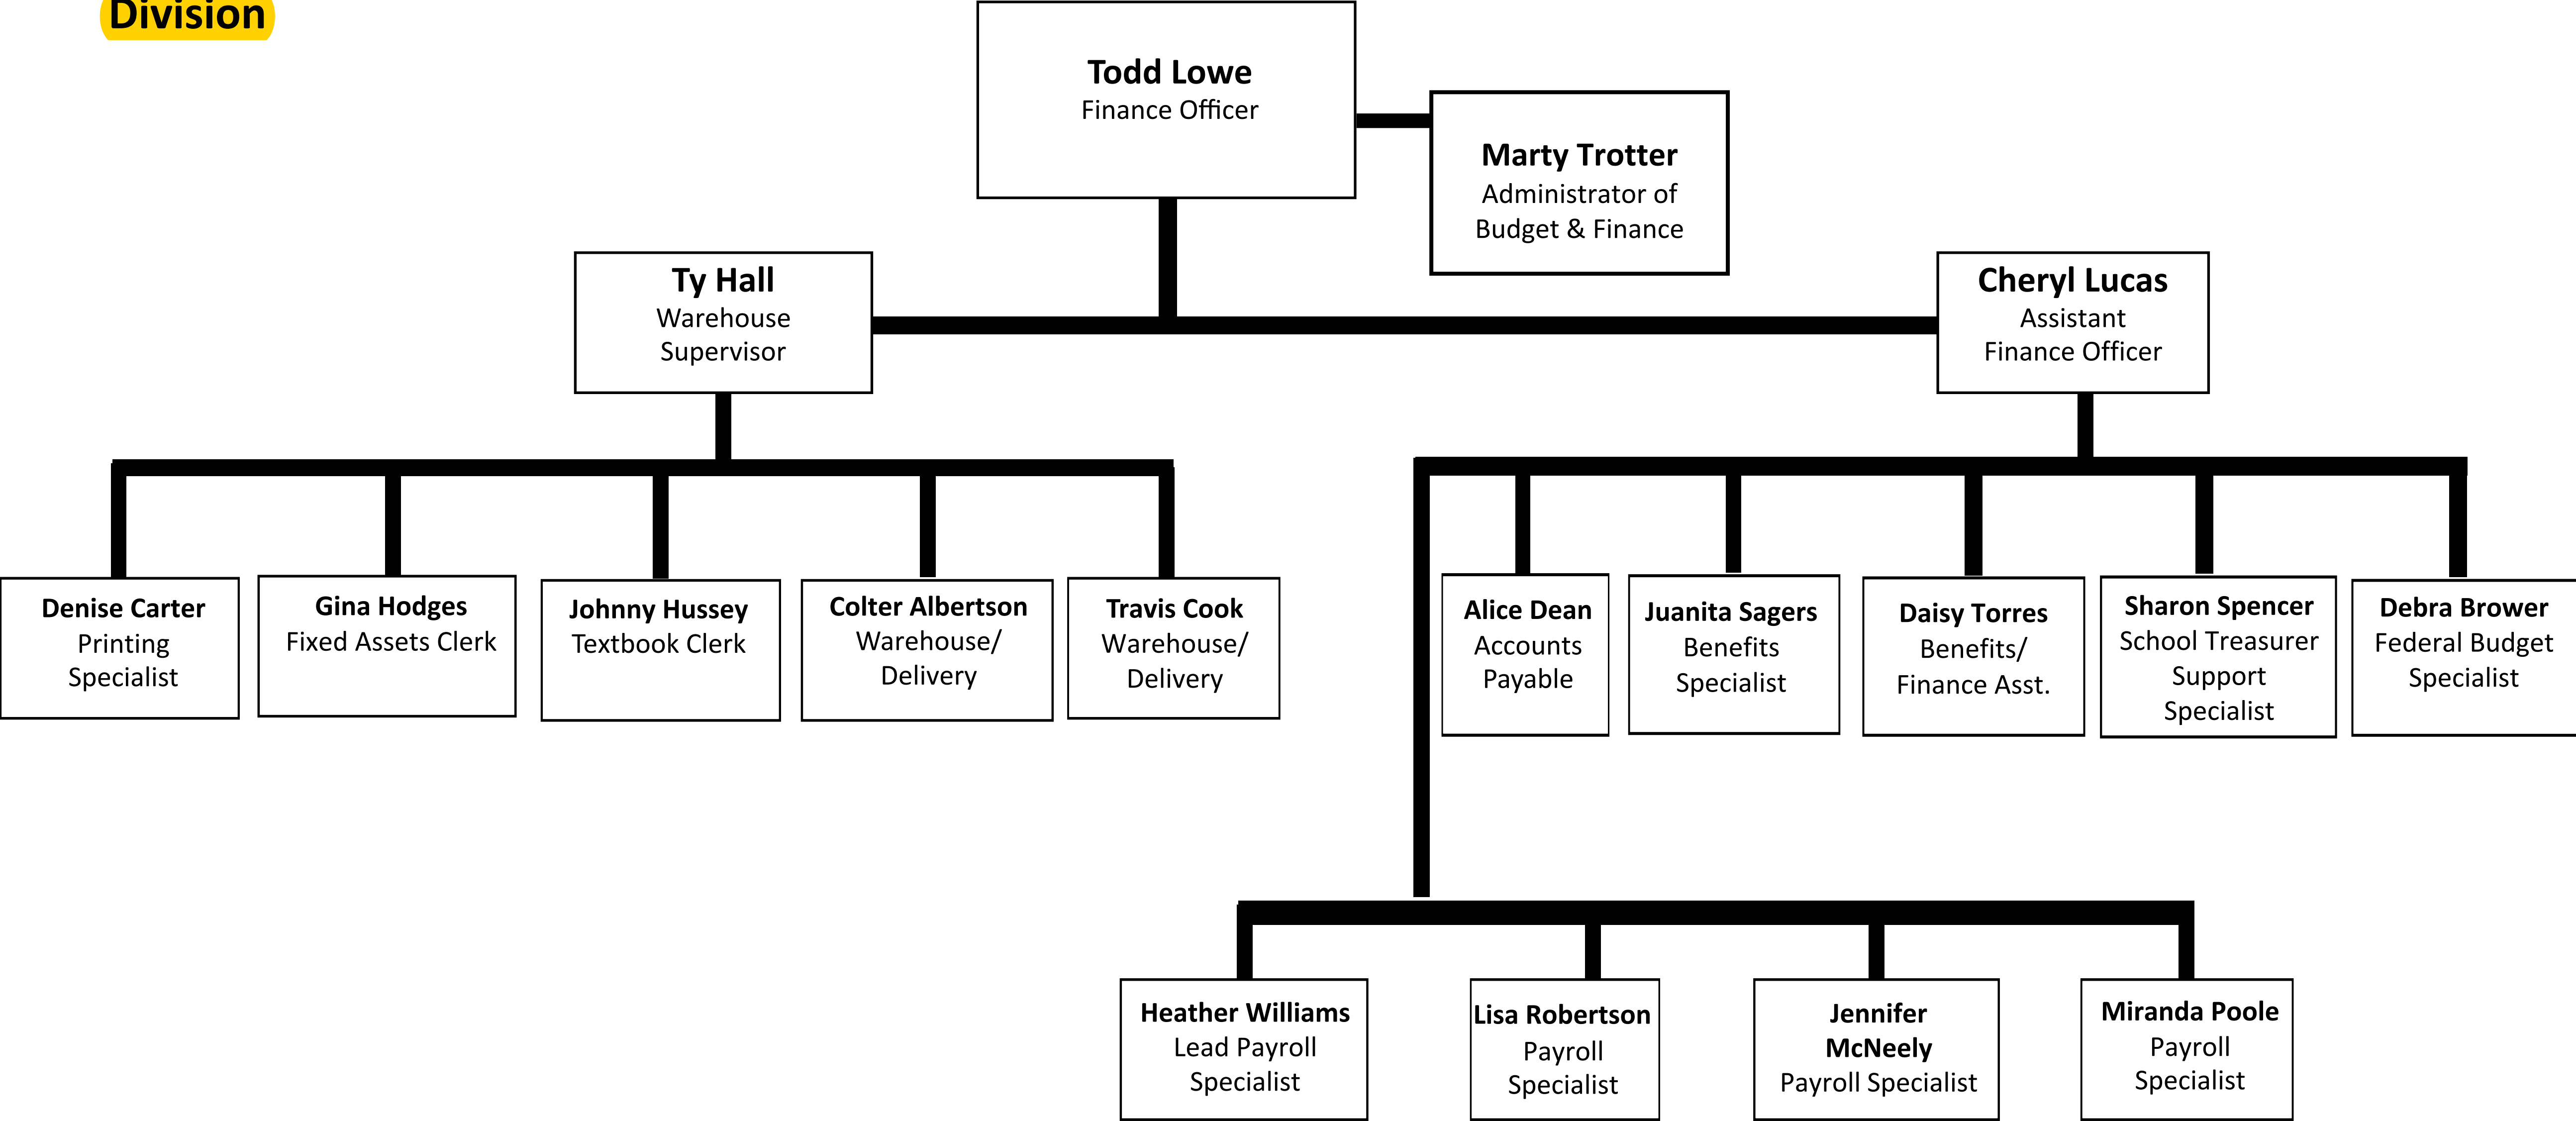 Division
Todd Lowe
Finance Officer
Marty Trotter
Administrator of
Budget & Finance
Ty Hall
Warehouse
Supervisor
Cheryl Lucas
Assistant
Finance Officer
Denise Carter
Printing
Specialist
Gina Hodges
Fixed Assets Clerk
Johnny Hussey
Textbook Clerk
Colter Albertson
Warehouse/
Delivery
Travis Cook
Warehouse/
Delivery
Alice Dean
Accounts
Payable
Juanita Sagers
Benefits
Specialist
Daisy Torres
Benefits/
Finance Asst.
Sharon Spencer
School Treasurer
Support
Specialist
Debra Brower
Federal Budget
Specialist
Heather Williams
Lead Payroll
Specialist
Lisa Robertson
Payroll
Specialist
Jennifer
McNeely
Payroll Specialist
Miranda Poole
Payroll
Specialist